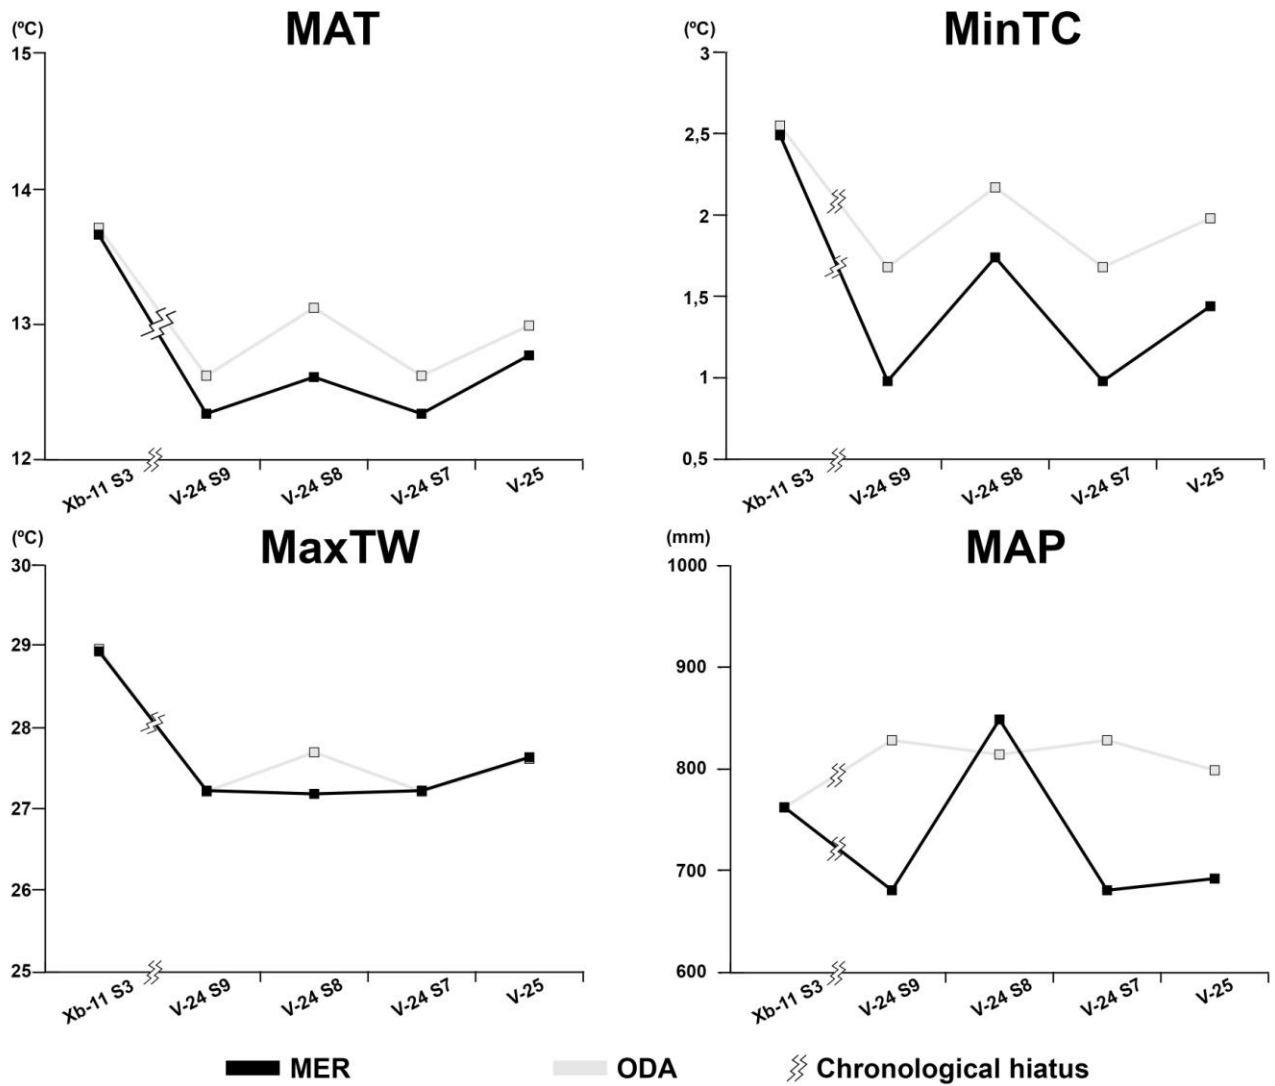 (ºC) MAT
15
14
13
12
Xb-11 S3 V-24 S9 V-24 S8 V-24 S7 V-25
(ºC) MinTC
3
2,5
2
1,5
1
0,5
Xb-11 S3 V-24 S9 V-24 S8 V-24 S7 V-25
(ºC) MaxTW
30
29
28
27
26
25
Xb-11 S3 V-24 S9 V-24 S8 V-24 S7 V-25
(mm) MAP
1000
900
800
700
600
Xb-11 S3 V-24 S9 V-24 S8 V-24 S7 V-25
MER ODA Chronological hiatus